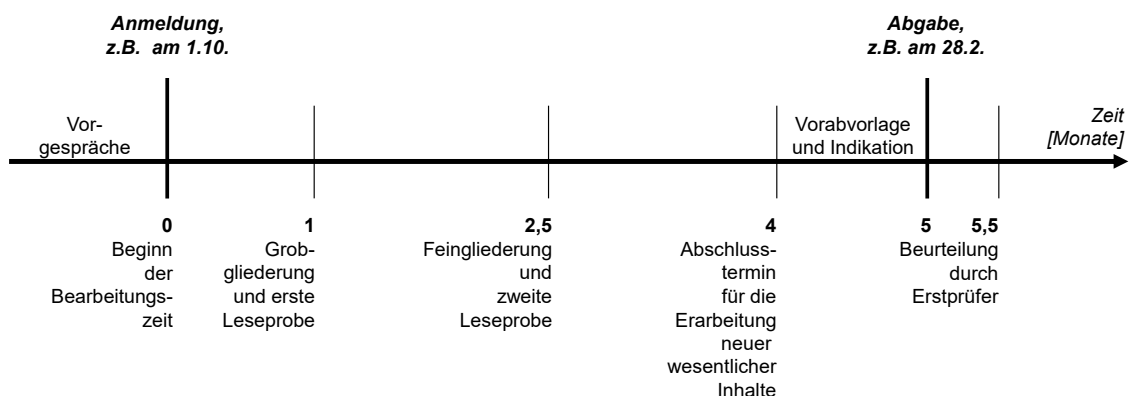 Anmeldung,
z.B. am 1.10.
Abgabe,
z.B. am 28.2.
Vor-
gespräche
Vorabvorlage
und Indikation
Zeit
[Monate]
0
Beginn
der
Bearbeitungs-
zeit
1
Grob-
gliederung
und erste
Leseprobe
2,5
Feingliederung
und
zweite
Leseprobe
4
Abschluss-
termin
für die
Erarbeitung
neuer
wesentlicher
Inhalte
5 5,5
Beurteilung
durch
Erstprüfer